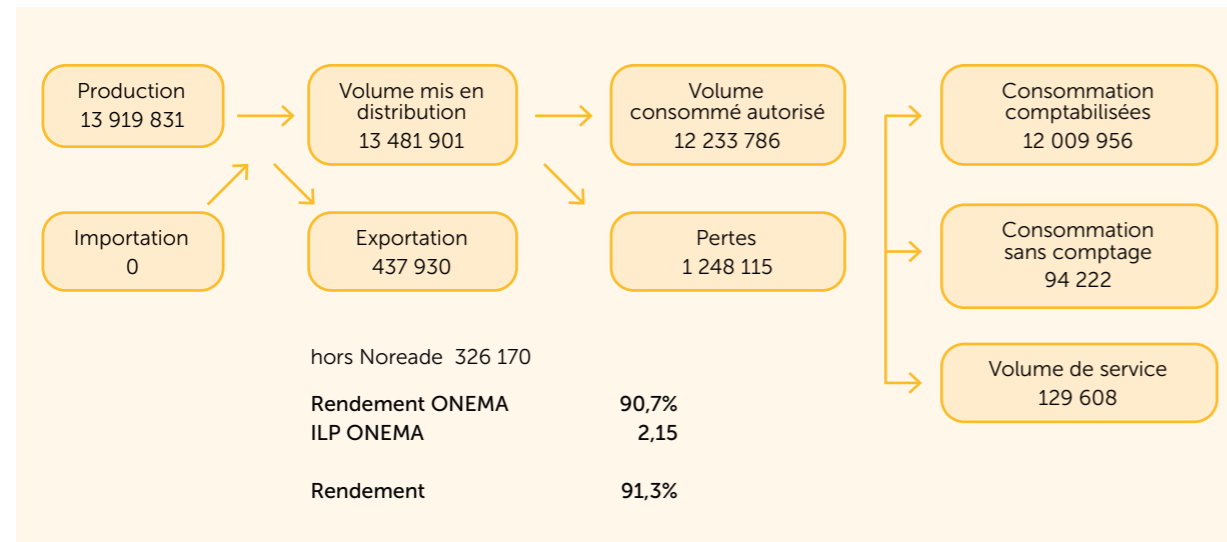 Production
13 919 831
Volume mis en
distribution
13 481 901
Volume
consommé autorisé
12 233 786
Consommation
comptabilisées
12 009 956
Importation
0
Exportation
437 930
Pertes
1 248 115
Consommation
sans comptage
94 222
Volume de service
129 608
hors Noreade 326 170
Rendement ONEMA 90,7%
ILP ONEMA 2,15
Rendement 91,3%